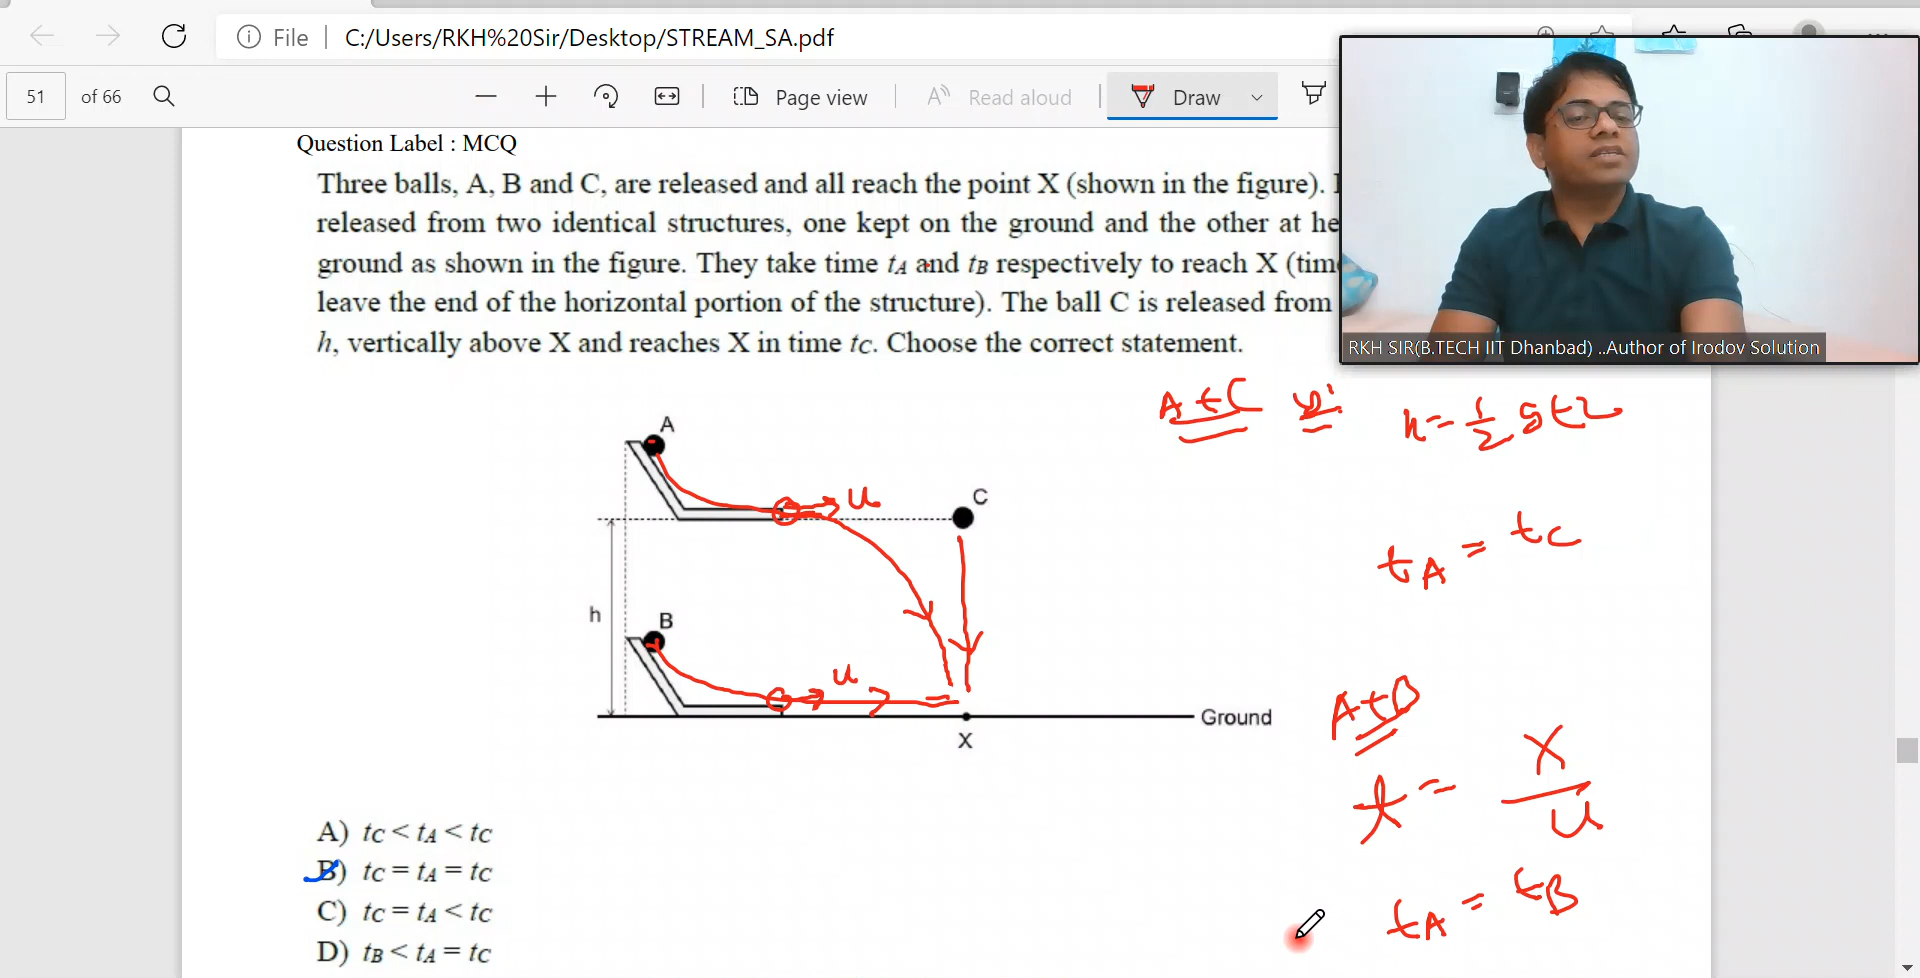 File | C:/Users/RKH%20Sir/Desktop/STREAM_SA.pdf
51 of 66
Page view
Read aloud
Draw
Question Label : MCQ
Three balls, A, B and C, are released and all reach the point X (shown in the figure).
released from two identical structures, one kept on the ground and the other at he
ground as shown in the figure. They take time tA and tB respectively to reach X (tim
leave the end of the horizontal portion of the structure). The ball C is released from
h, vertically above X and reaches X in time tC. Choose the correct statement.
RKH SIR(B.TECH IIT Dhanbad) ..Author of Irodov Solution
A + C
h = 1/2 gt2
A
u
C
tA = tC
h
B
u
Ground
X
A + B
t = X/u
tA = tB
A) tC < tA < tC
B) tC = tA = tC
C) tC = tA < tC
D) tB < tA = tC